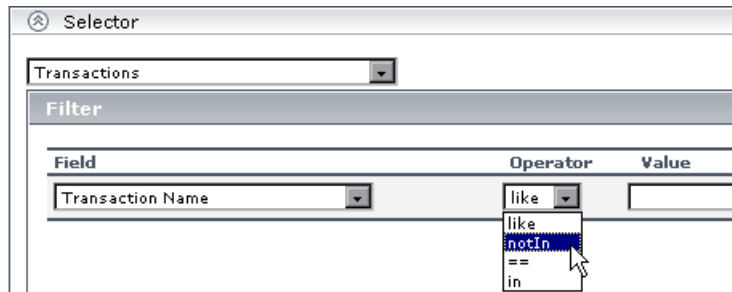 Selector
Transactions
Filter
Field Operator Value
Transaction Name like
like
notIn
==
in